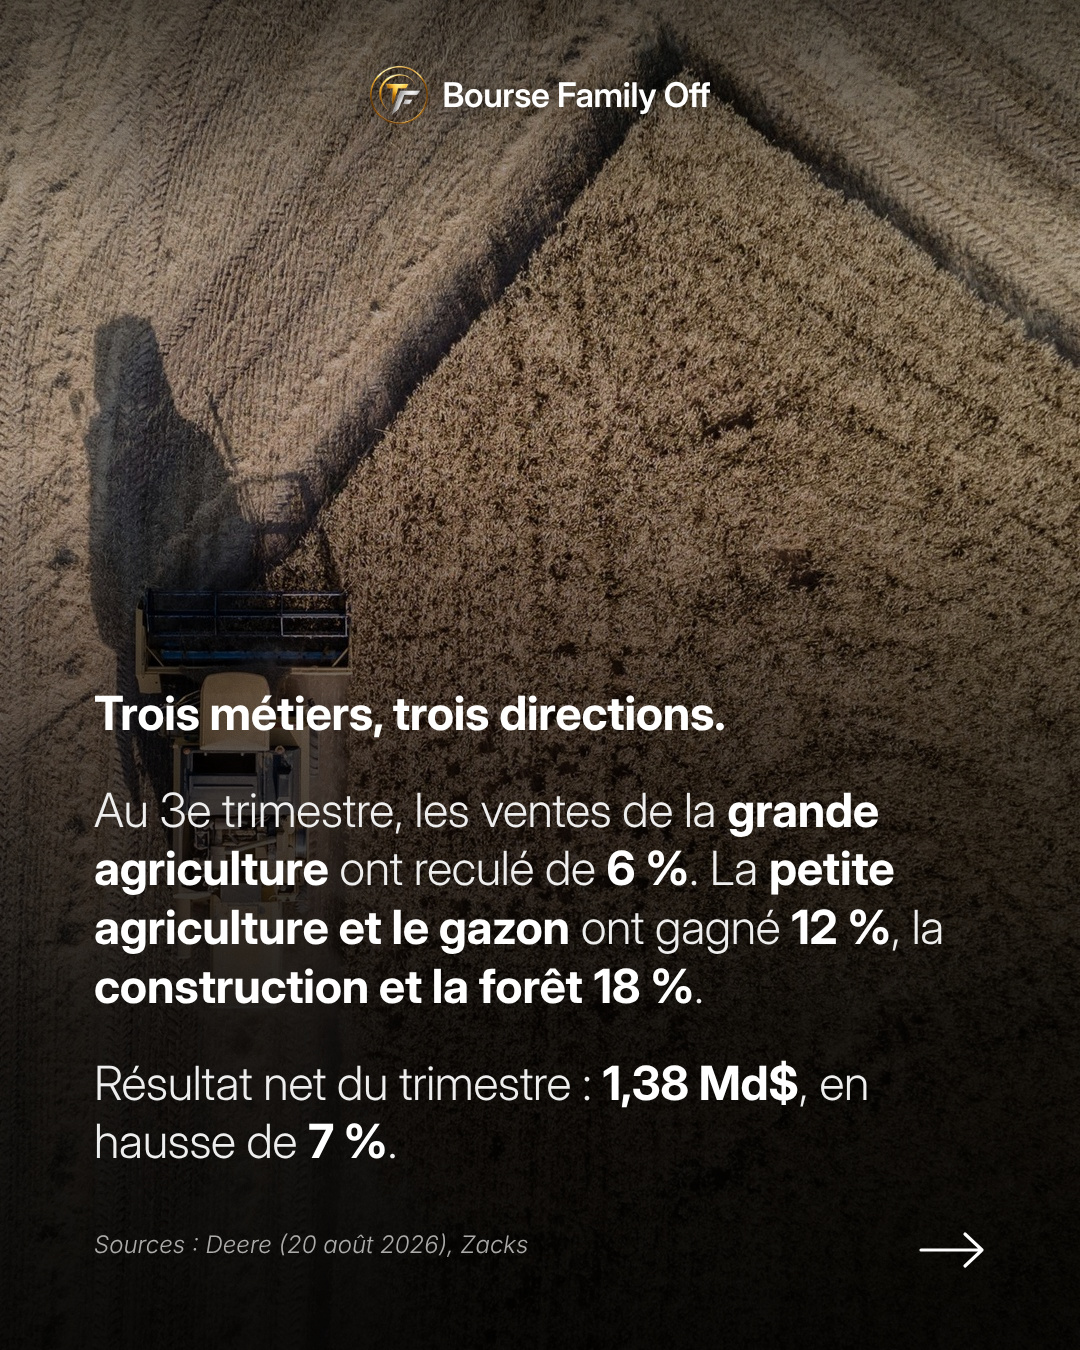 TF Bourse Family Off
Trois métiers, trois directions.
Au 3e trimestre, les ventes de la grande
agriculture ont reculé de 6 %. La petite
agriculture et le gazon ont gagné 12 %, la
construction et la forêt 18 %.
Résultat net du trimestre : 1,38 Md$, en
hausse de 7 %.
Sources : Deere (20 août 2026), Zacks